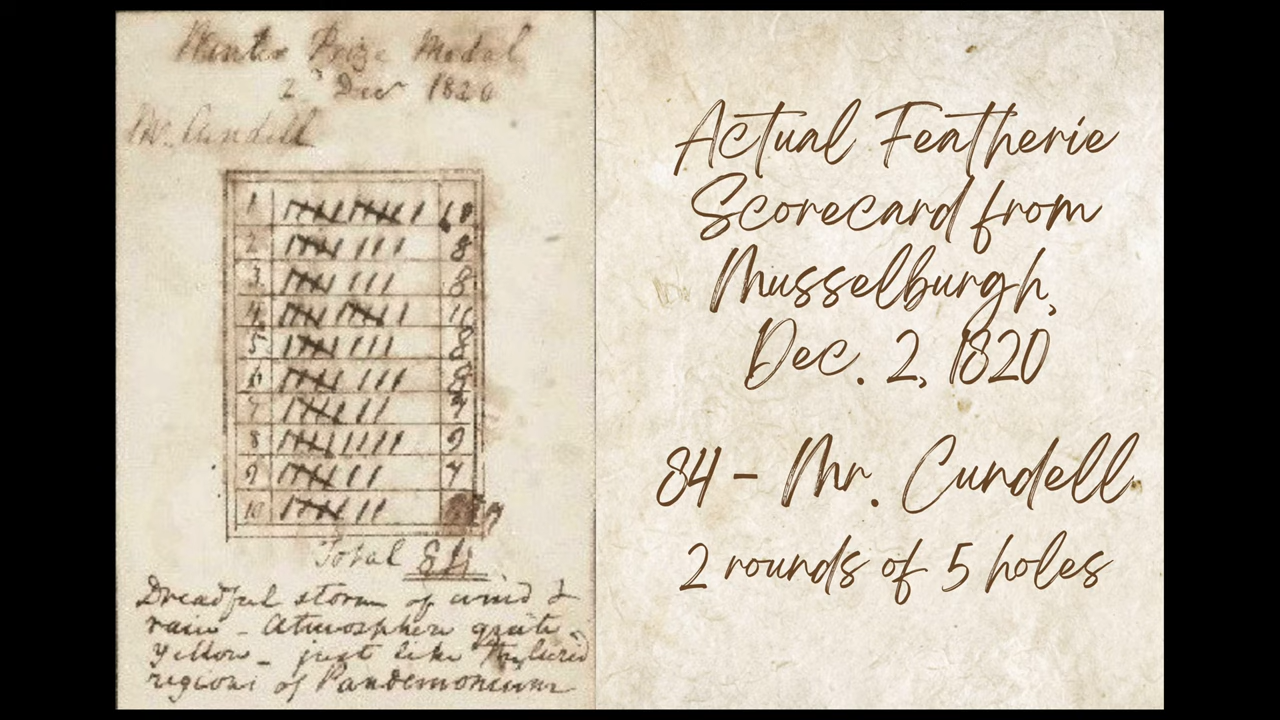 Winter Prize Medal
2d Decr 1820
Mr. Cundell
1 10
2 8
3 8
4 11
5 8
6 8
7 7
8 9
9 7
10
Total 84
Dreadful storm of wind &
rain - Atmosphere quite
yellow - just like the lurid
regions of Pandemonium
Actual Featherie
Scorecard from
Musselburgh,
Dec. 2, 1820
84 - Mr. Cundell
2 rounds of 5 holes